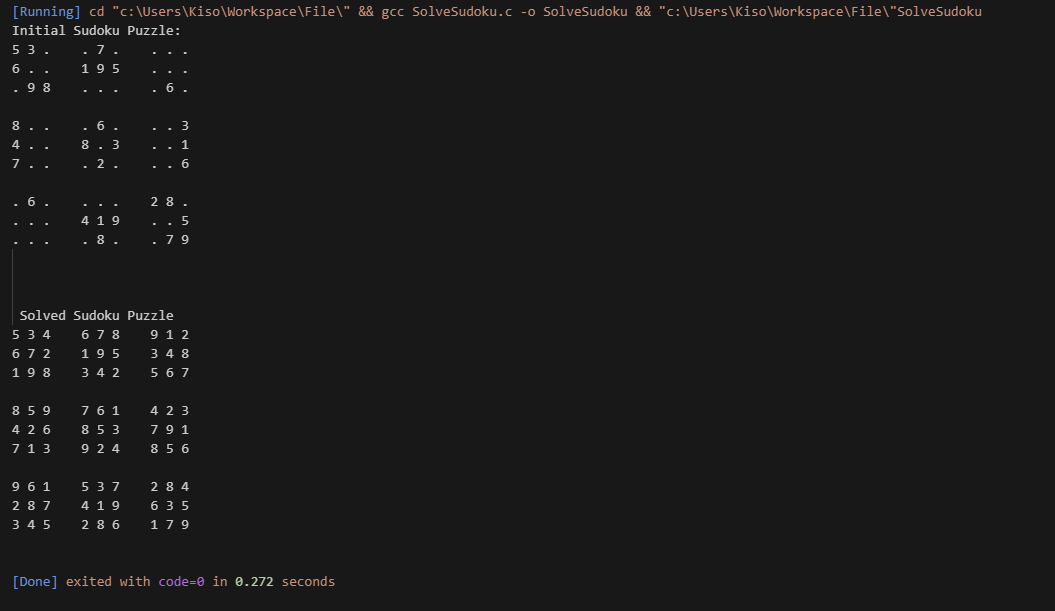 [Running] cd "c:\Users\Kiso\Workspace\File\" && gcc SolveSudoku.c -o SolveSudoku && "c:\Users\Kiso\Workspace\File\"SolveSudoku
Initial Sudoku Puzzle:
5 3 .    . 7 .    . . .
6 . .    1 9 5    . . .
. 9 8    . . .    . 6 .

8 . .    . 6 .    . . 3
4 . .    8 . 3    . . 1
7 . .    . 2 .    . . 6

. 6 .    . . .    2 8 .
. . .    4 1 9    . . 5
. . .    . 8 .    . 7 9

 Solved Sudoku Puzzle
5 3 4    6 7 8    9 1 2
6 7 2    1 9 5    3 4 8
1 9 8    3 4 2    5 6 7

8 5 9    7 6 1    4 2 3
4 2 6    8 5 3    7 9 1
7 1 3    9 2 4    8 5 6

9 6 1    5 3 7    2 8 4
2 8 7    4 1 9    6 3 5
3 4 5    2 8 6    1 7 9

[Done] exited with code=0 in 0.272 seconds